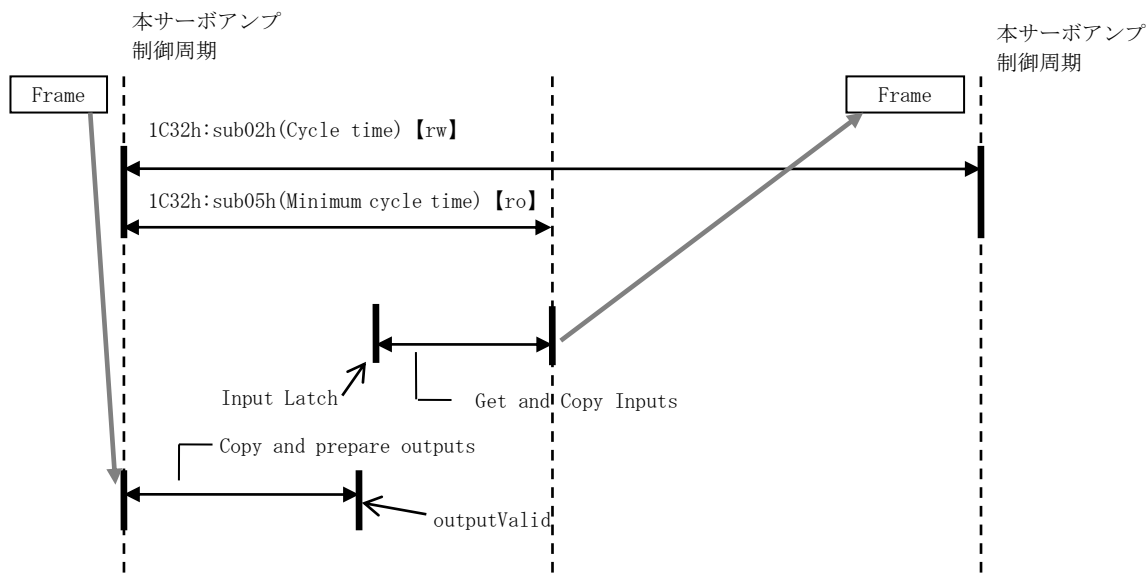 本サーボアンプ
制御周期
本サーボアンプ
制御周期
Frame
Frame
1C32h:sub02h(Cycle time)【rw】
1C32h:sub05h(Minimum cycle time)【ro】
Input Latch
Get and Copy Inputs
Copy and prepare outputs
outputValid